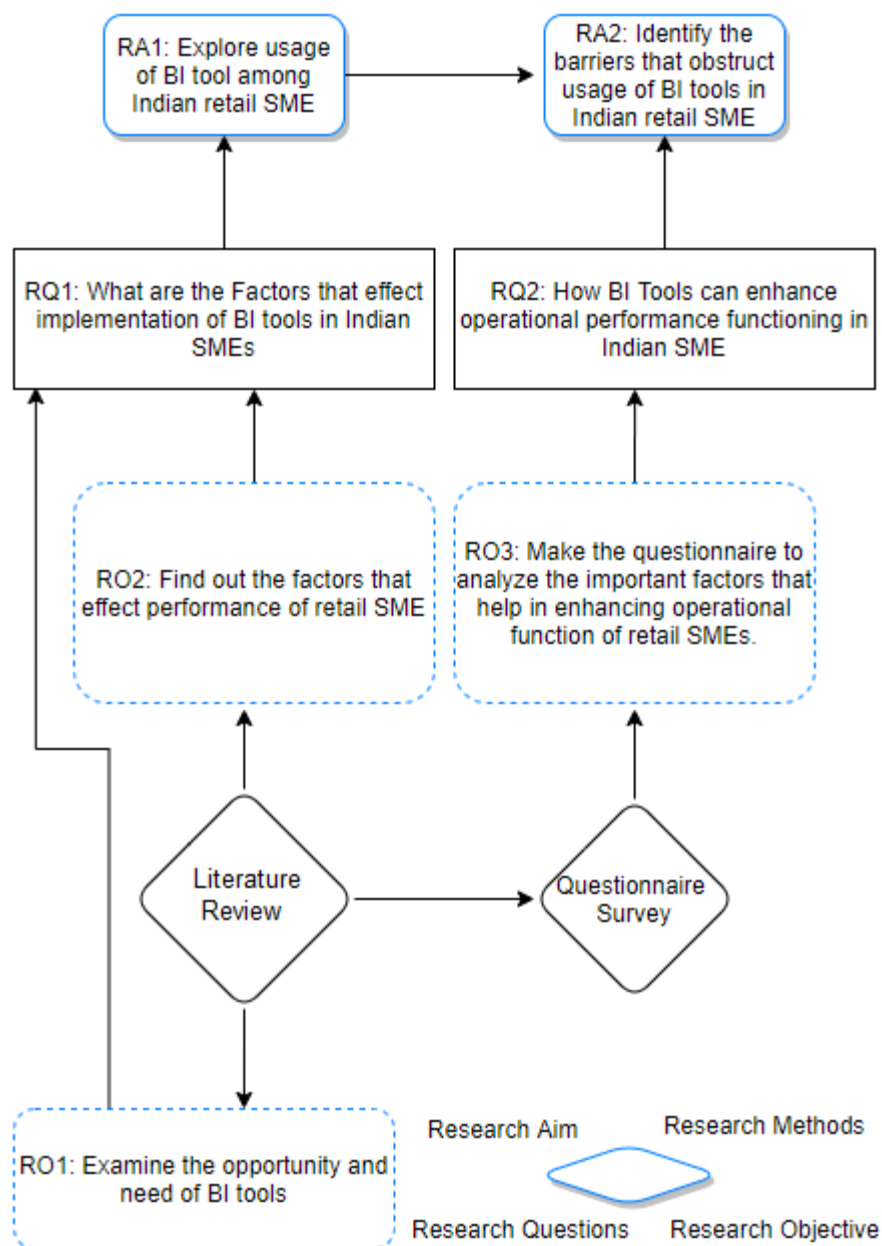 RA1: Explore usage
of BI tool among
Indian retail SME
RA2: Identify the
barriers that obstruct
usage of BI tools in
Indian retail SME
RQ1: What are the Factors that effect
implementation of BI tools in Indian
SMEs
RQ2: How BI Tools can enhance
operational performance functioning in
Indian SME
RO2: Find out the factors that
effect performance of retail SME
RO3: Make the questionnaire to
analyze the important factors that
help in enhancing operational
function of retail SMEs.
Literature
Review
Questionnaire
Survey
RO1: Examine the opportunity and
need of BI tools
Research Aim
Research Methods
Research Questions
Research Objective